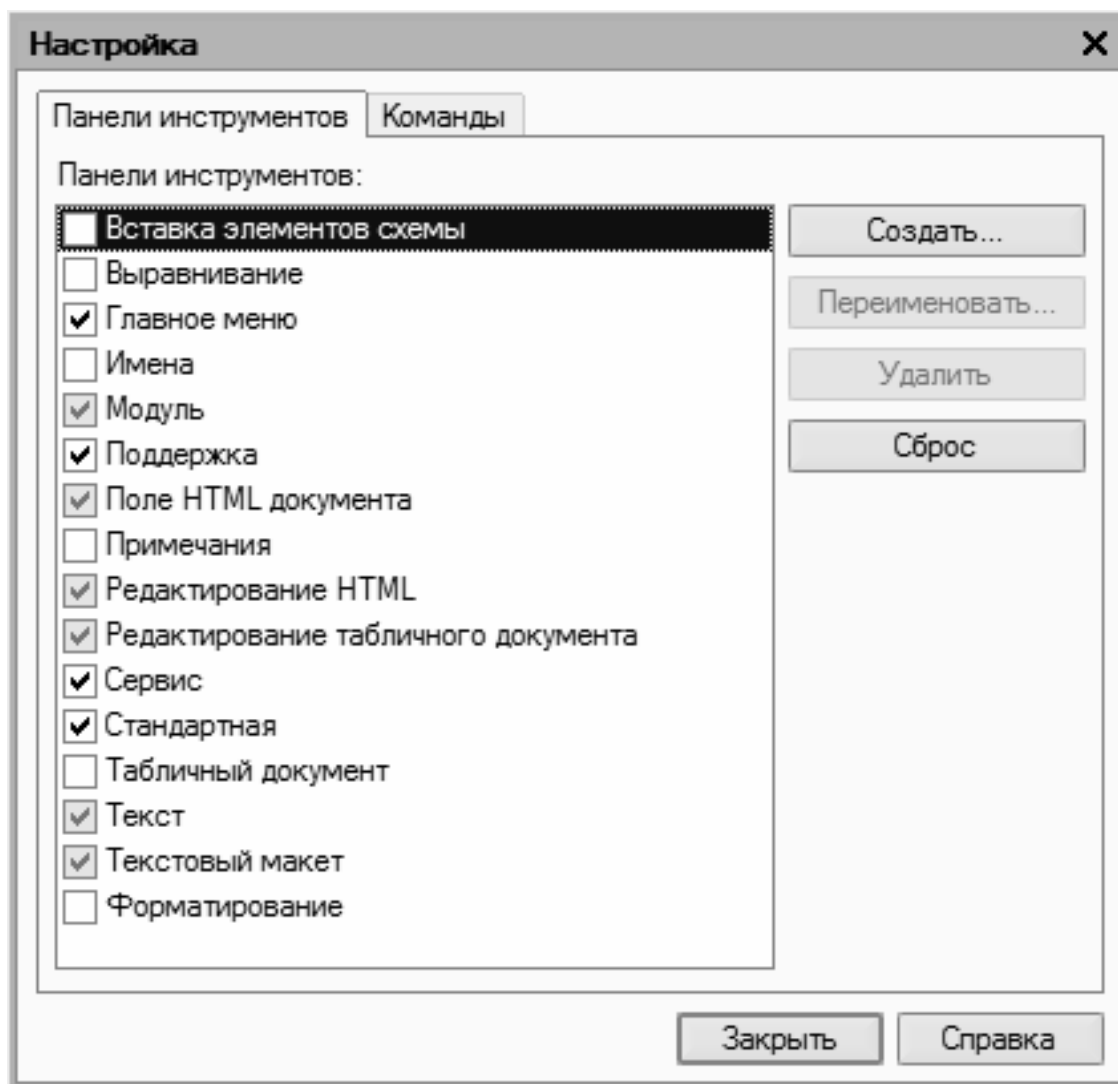 Настройка
Панели инструментов
Команды
Панели инструментов:
Вставка элементов схемы
Выравнивание
Главное меню
Имена
Модуль
Поддержка
Поле HTML документа
Примечания
Редактирование HTML
Редактирование табличного документа
Сервис
Стандартная
Табличный документ
Текст
Текстовый макет
Форматирование
Создать...
Переименовать...
Удалить
Сброс
Закрыть
Справка